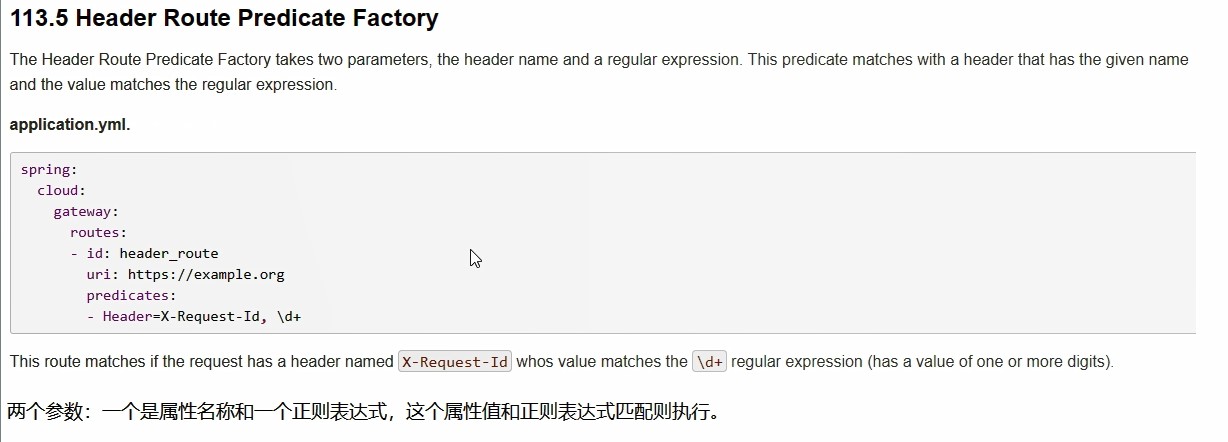 113.5 Header Route Predicate Factory
The Header Route Predicate Factory takes two parameters, the header name and a regular expression. This predicate matches with a header that has the given name
and the value matches the regular expression.
application.yml.
spring:
  cloud:
    gateway:
      routes:
      - id: header_route
        uri: https://example.org
        predicates:
        - Header=X-Request-Id, \d+
This route matches if the request has a header named X-Request-Id whos value matches the \d+ regular expression (has a value of one or more digits).
两个参数：一个是属性名称和一个正则表达式，这个属性值和正则表达式匹配则执行。